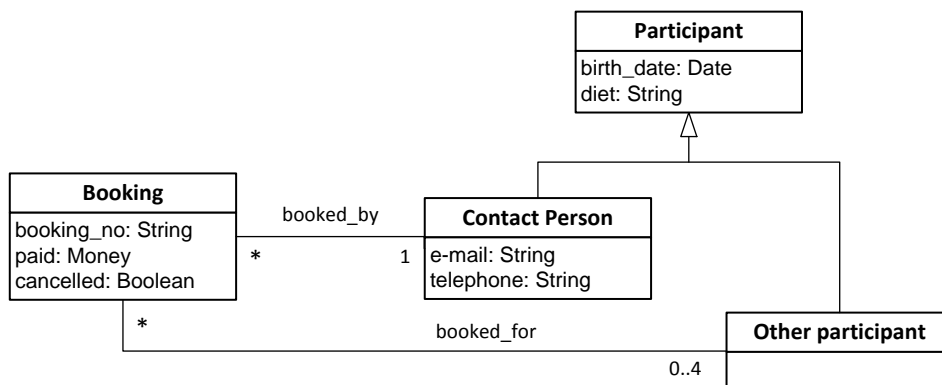 Participant
birth_date: Date
diet: String
Booking
booking_no: String
paid: Money
cancelled: Boolean
booked_by
*
1
Contact Person
e-mail: String
telephone: String
*
booked_for
0..4
Other participant